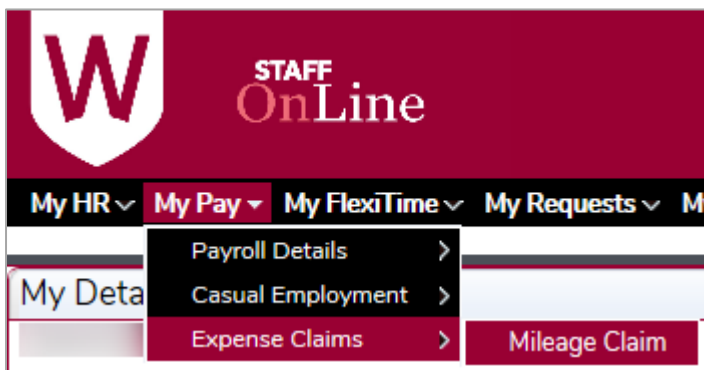 W
STAFF
OnLine
My HR My Pay My FlexiTime My Requests
Payroll Details
My Deta
Casual Employment
Expense Claims
Mileage Claim